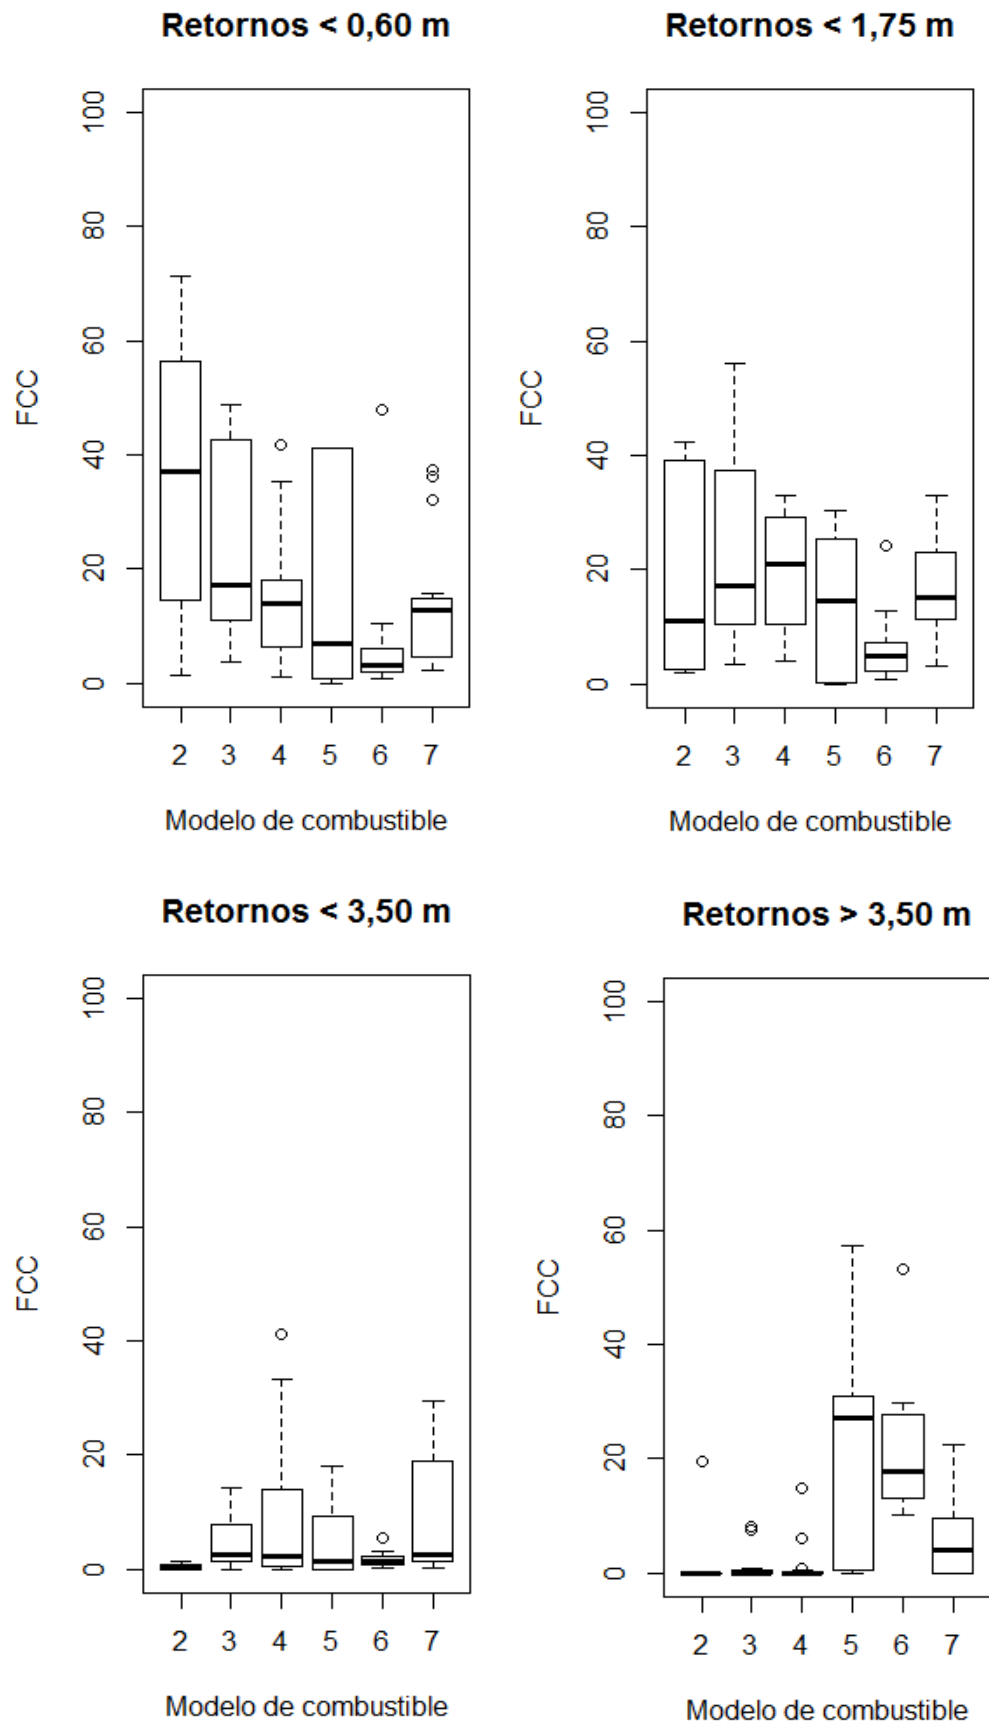 Retornos < 0,60 m
FCC
100
80
60
40
20
0
2 3 4 5 6 7
Modelo de combustible
Retornos < 1,75 m
FCC
100
80
60
40
20
0
2 3 4 5 6 7
Modelo de combustible
Retornos < 3,50 m
FCC
100
80
60
40
20
0
2 3 4 5 6 7
Modelo de combustible
Retornos > 3,50 m
FCC
100
80
60
40
20
0
2 3 4 5 6 7
Modelo de combustible